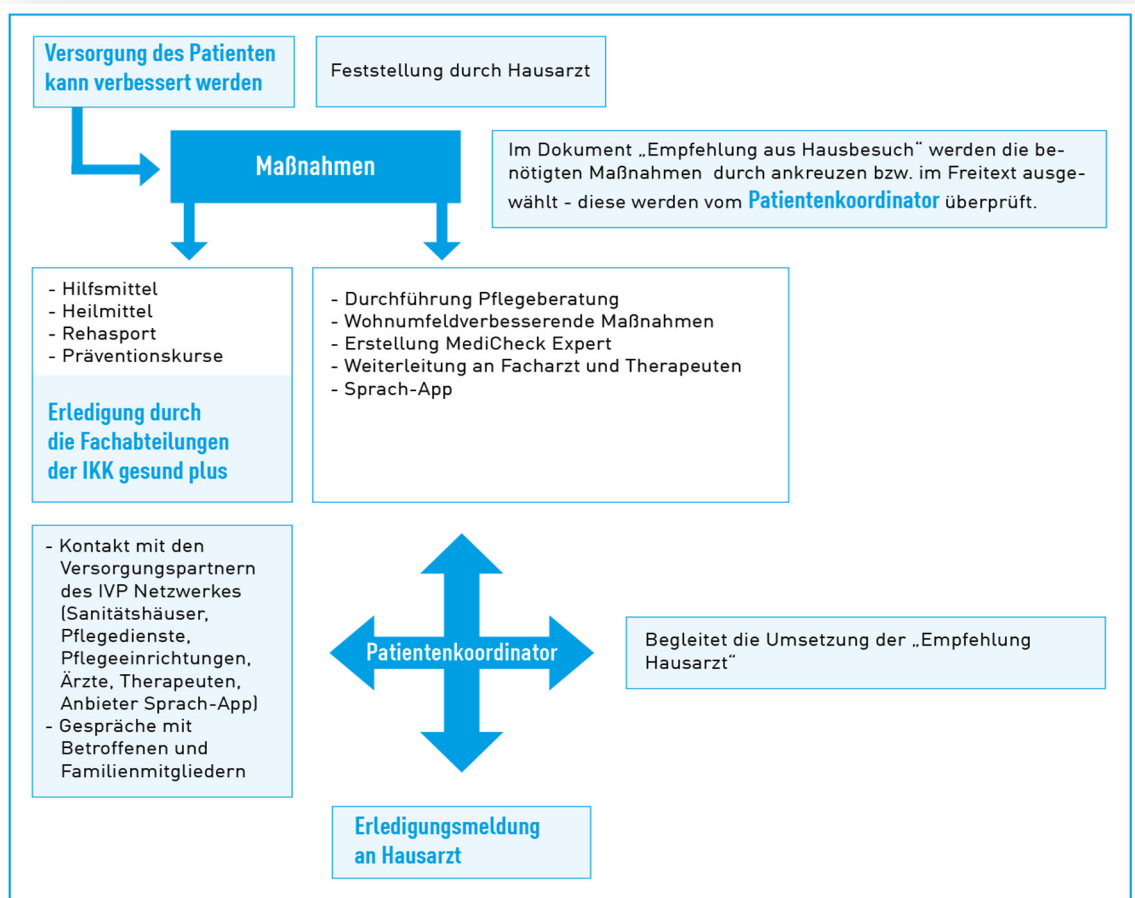 Versorgung des Patienten
kann verbessert werden
Feststellung durch Hausarzt
Maßnahmen
Im Dokument „Empfehlung aus Hausbesuch“ werden die be-
nötigten Maßnahmen durch ankreuzen bzw. im Freitext ausge-
wählt - diese werden vom Patientenkoordinator überprüft.
- Hilfsmittel
- Heilmittel
- Rehasport
- Präventionskurse
Erledigung durch
die Fachabteilungen
der IKK gesund plus
- Durchführung Pflegeberatung
- Wohnumfeldverbessernde Maßnahmen
- Erstellung MediCheck Expert
- Weiterleitung an Facharzt und Therapeuten
- Sprach-App
- Kontakt mit den
Versorgungspartnern
des IVP Netzwerkes
(Sanitätshäuser,
Pflegedienste,
Pflegeeinrichtungen,
Ärzte, Therapeuten,
Anbieter Sprach-App)
- Gespräche mit
Betroffenen und
Familienmitgliedern
Patientenkoordinator
Begleitet die Umsetzung der „Empfehlung
Hausarzt“
Erledigungsmeldung
an Hausarzt